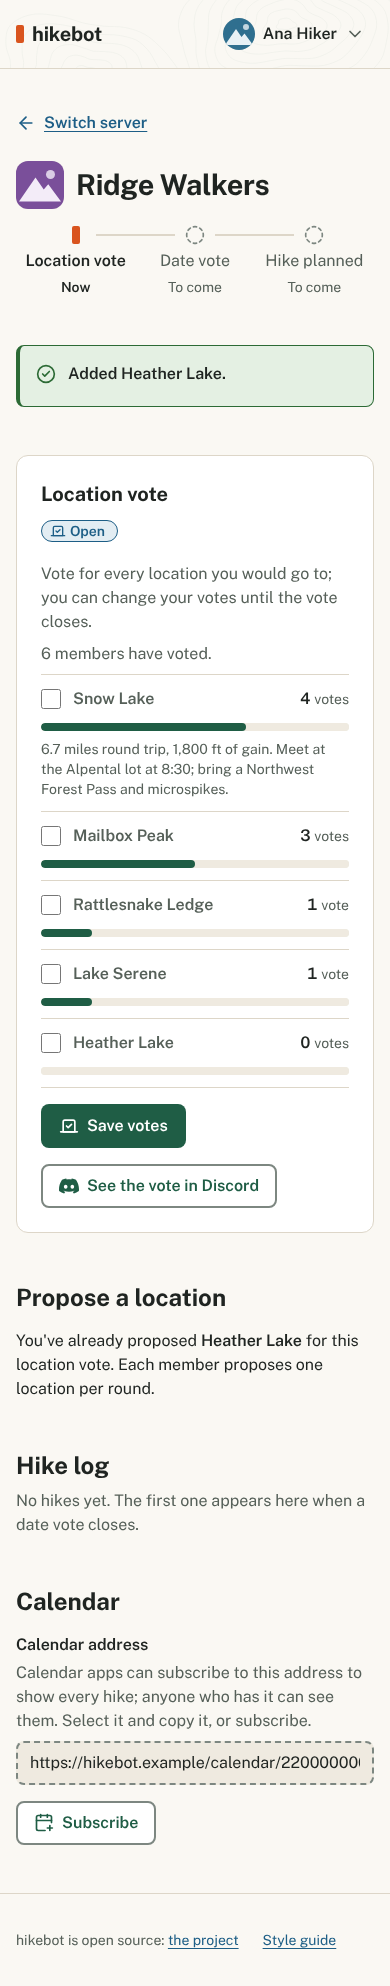 hikebot
Ana Hiker
Switch server
Ridge Walkers
Location vote
Now
Date vote
To come
Hike planned
To come
Added Heather Lake.
Location vote
Open
Vote for every location you would go to;
you can change your votes until the vote
closes.
6 members have voted.
Snow Lake 4 votes
6.7 miles round trip, 1,800 ft of gain. Meet at
the Alpental lot at 8:30; bring a Northwest
Forest Pass and microspikes.
Mailbox Peak 3 votes
Rattlesnake Ledge 1 vote
Lake Serene 1 vote
Heather Lake 0 votes
Save votes
See the vote in Discord
Propose a location
You've already proposed Heather Lake for this
location vote. Each member proposes one
location per round.
Hike log
No hikes yet. The first one appears here when a
date vote closes.
Calendar
Calendar address
Calendar apps can subscribe to this address to
show every hike; anyone who has it can see
them. Select it and copy it, or subscribe.
https://hikebot.example/calendar/220000000
Subscribe
hikebot is open source: the project Style guide